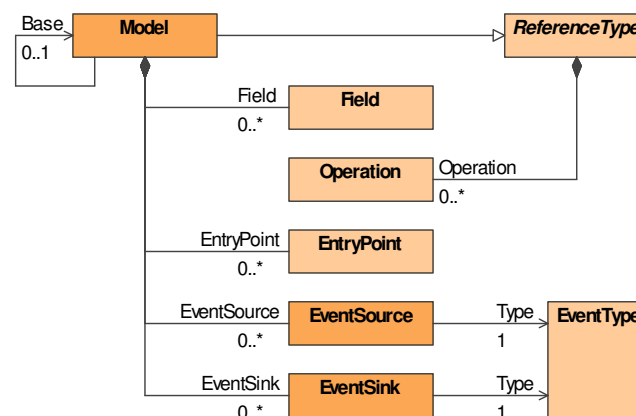 Base
Model
ReferenceType
0..1
Field
Field
0..*
Operation
Operation
0..*
EntryPoint
EntryPoint
0..*
EventSource
EventSource
Type
EventType
0..*
1
EventSink
EventSink
Type
0..*
1